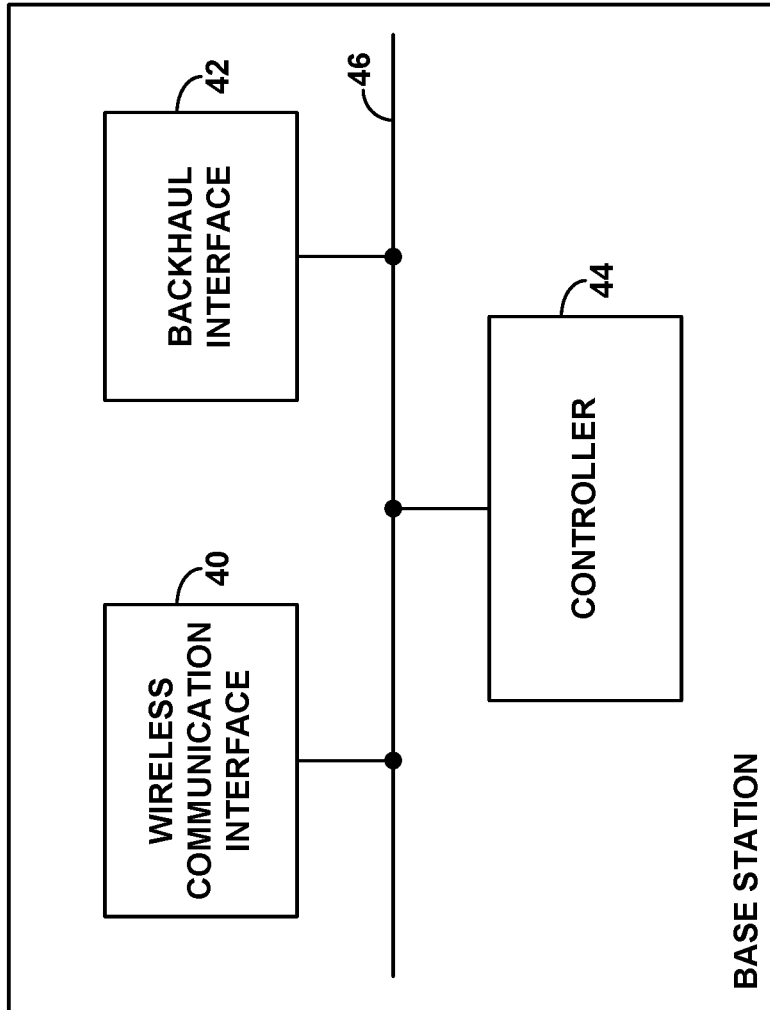 WIRELESS
COMMUNICATION
INTERFACE
40
BACKHAUL
INTERFACE
42
46
CONTROLLER
44
BASE STATION